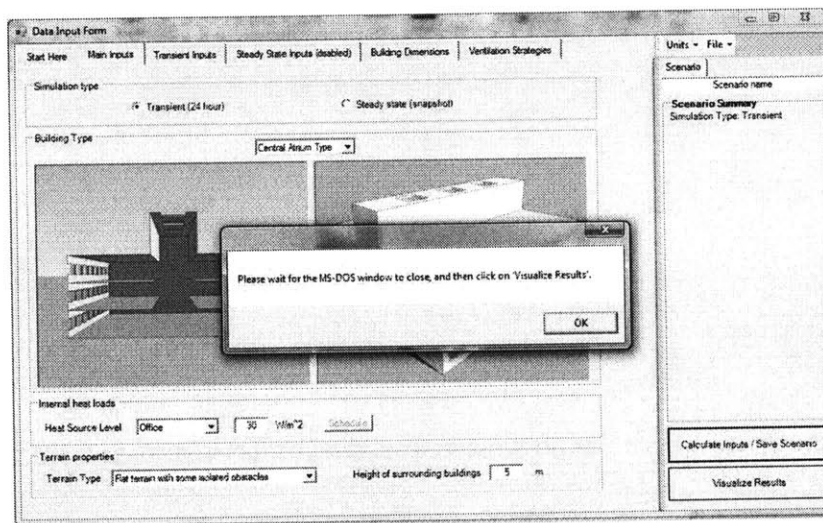 Data Input Form
Start Here Main Inputs Transient Inputs Steady State Inputs (disabled) Building Dimensions Ventilation Strategies
Simulation type
Transient (24 hour) Steady state (snapshot)
Building Type
Central Atrium Type
Please wait for the MS-DOS window to close, and then click on 'Visualize Results'.
OK
Internal heat loads
Heat Source Level Office 30 W/m^2 Schedule
Terrain properties
Terrain Type Flat terrain with some isolated obstacles Height of surrounding buildings 5 m
Units File
Scenario
Scenario name
Scenario Summary
Simulation Type: Transient
Calculate Inputs / Save Scenario
Visualize Results